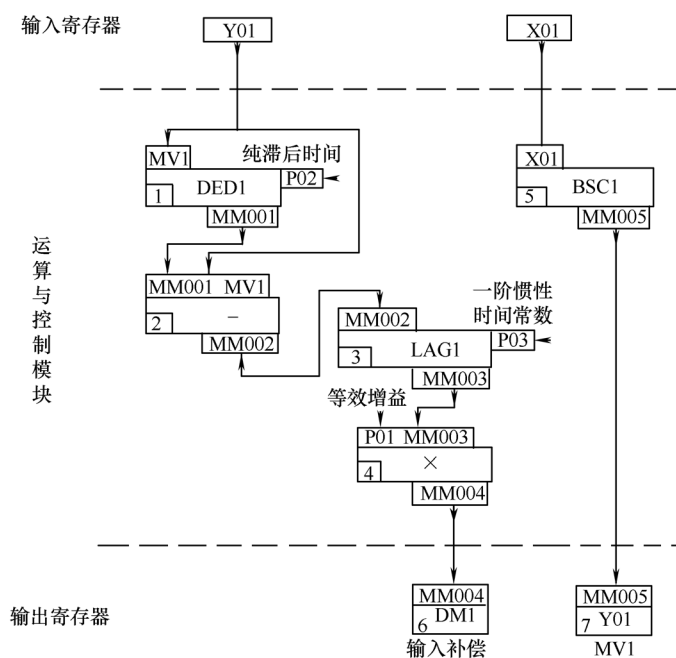 输入寄存器
Y01
X01
MV1
纯滞后时间
P02
DED1
1
MM001
X01
BSC1
5
MM005
运算与控制模块
MM001 MV1
2
−
MM002
MM002
一阶惯性
时间常数
P03
LAG1
3
MM003
等效增益
P01 MM003
×
4
MM004
输出寄存器
MM004
DM1
6
输入补偿
MM005
Y01
7
MV1